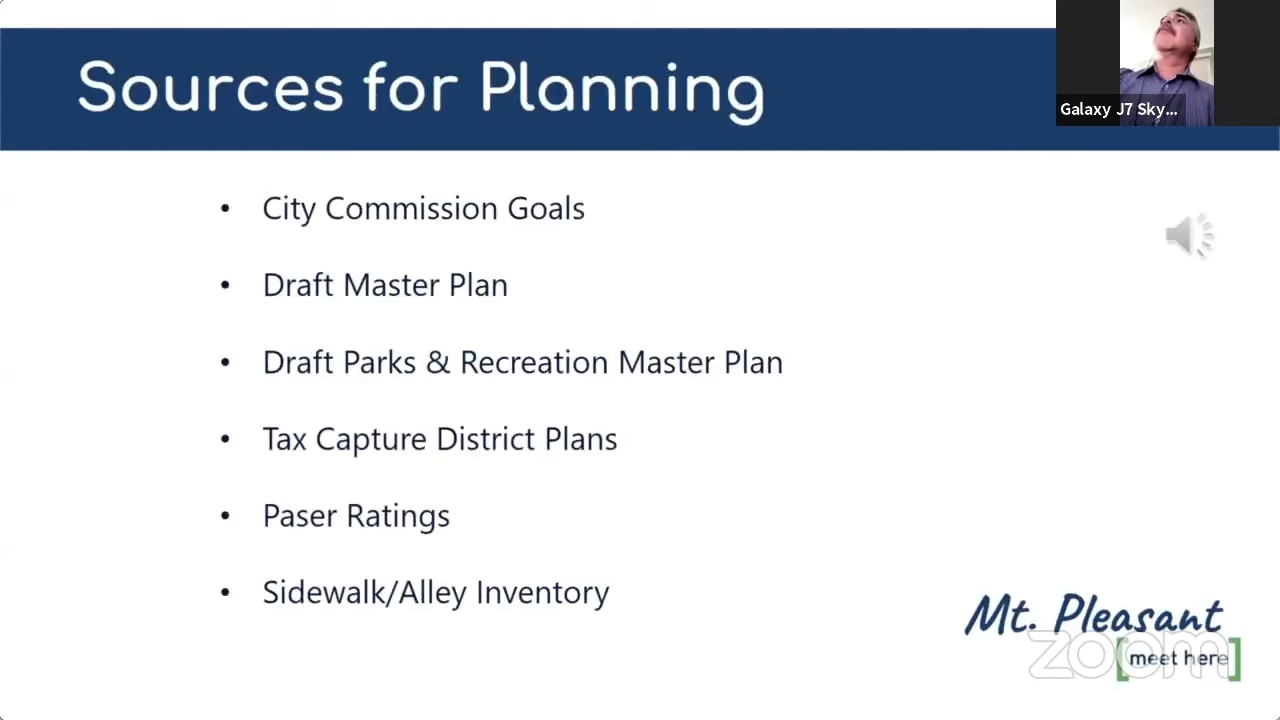 Sources for Planning
Galaxy J7 Sky...
• City Commission Goals
• Draft Master Plan
• Draft Parks & Recreation Master Plan
• Tax Capture District Plans
• Paser Ratings
• Sidewalk/Alley Inventory
Mt. Pleasant
[meet here]
zoom